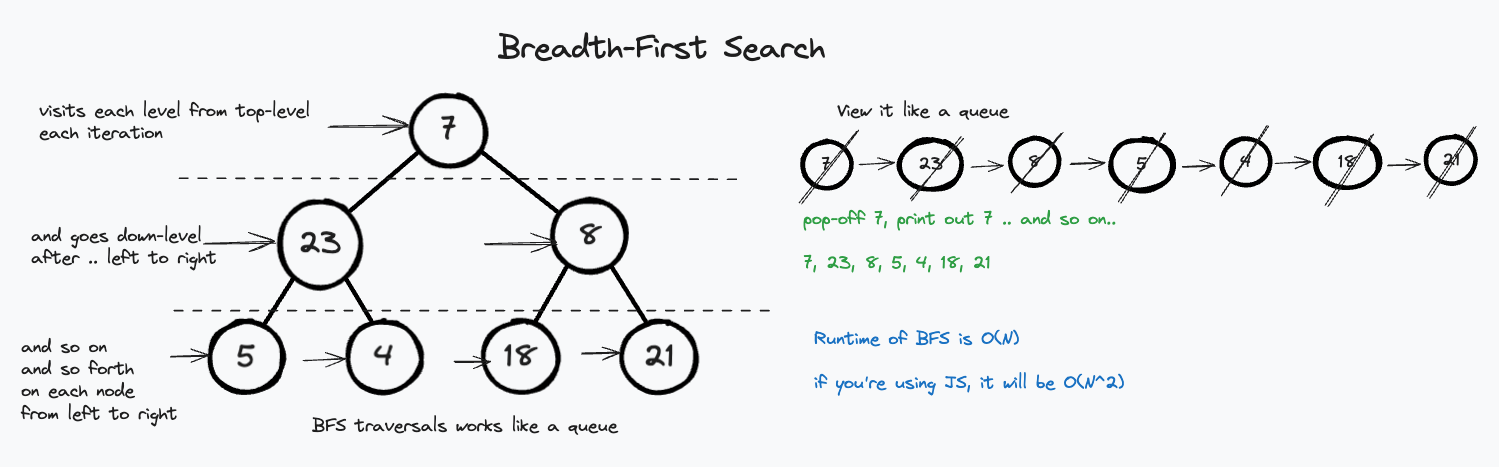 Breadth-First Search
visits each level from top-level
each iteration
7
and goes down-level
after .. left to right
23
8
and so on
and so forth
on each node
from left to right
5
4
18
21
BFS traversals works like a queue
View it like a queue
7
23
8
5
4
18
21
pop-off 7, print out 7 .. and so on..
7, 23, 8, 5, 4, 18, 21
Runtime of BFS is O(N)
if you're using JS, it will be O(N^2)